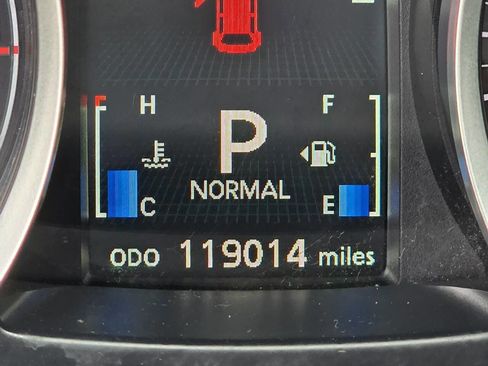 H F
P
NORMAL
C E
ODO 119014 miles